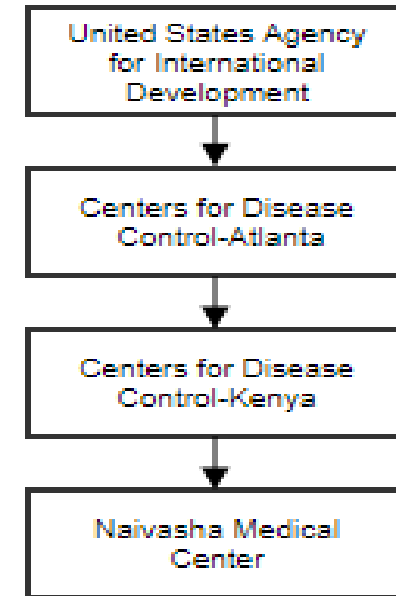 United States Agency
for International
Development
Centers for Disease
Control-Atlanta
Centers for Disease
Control-Kenya
Naivasha Medical
Center